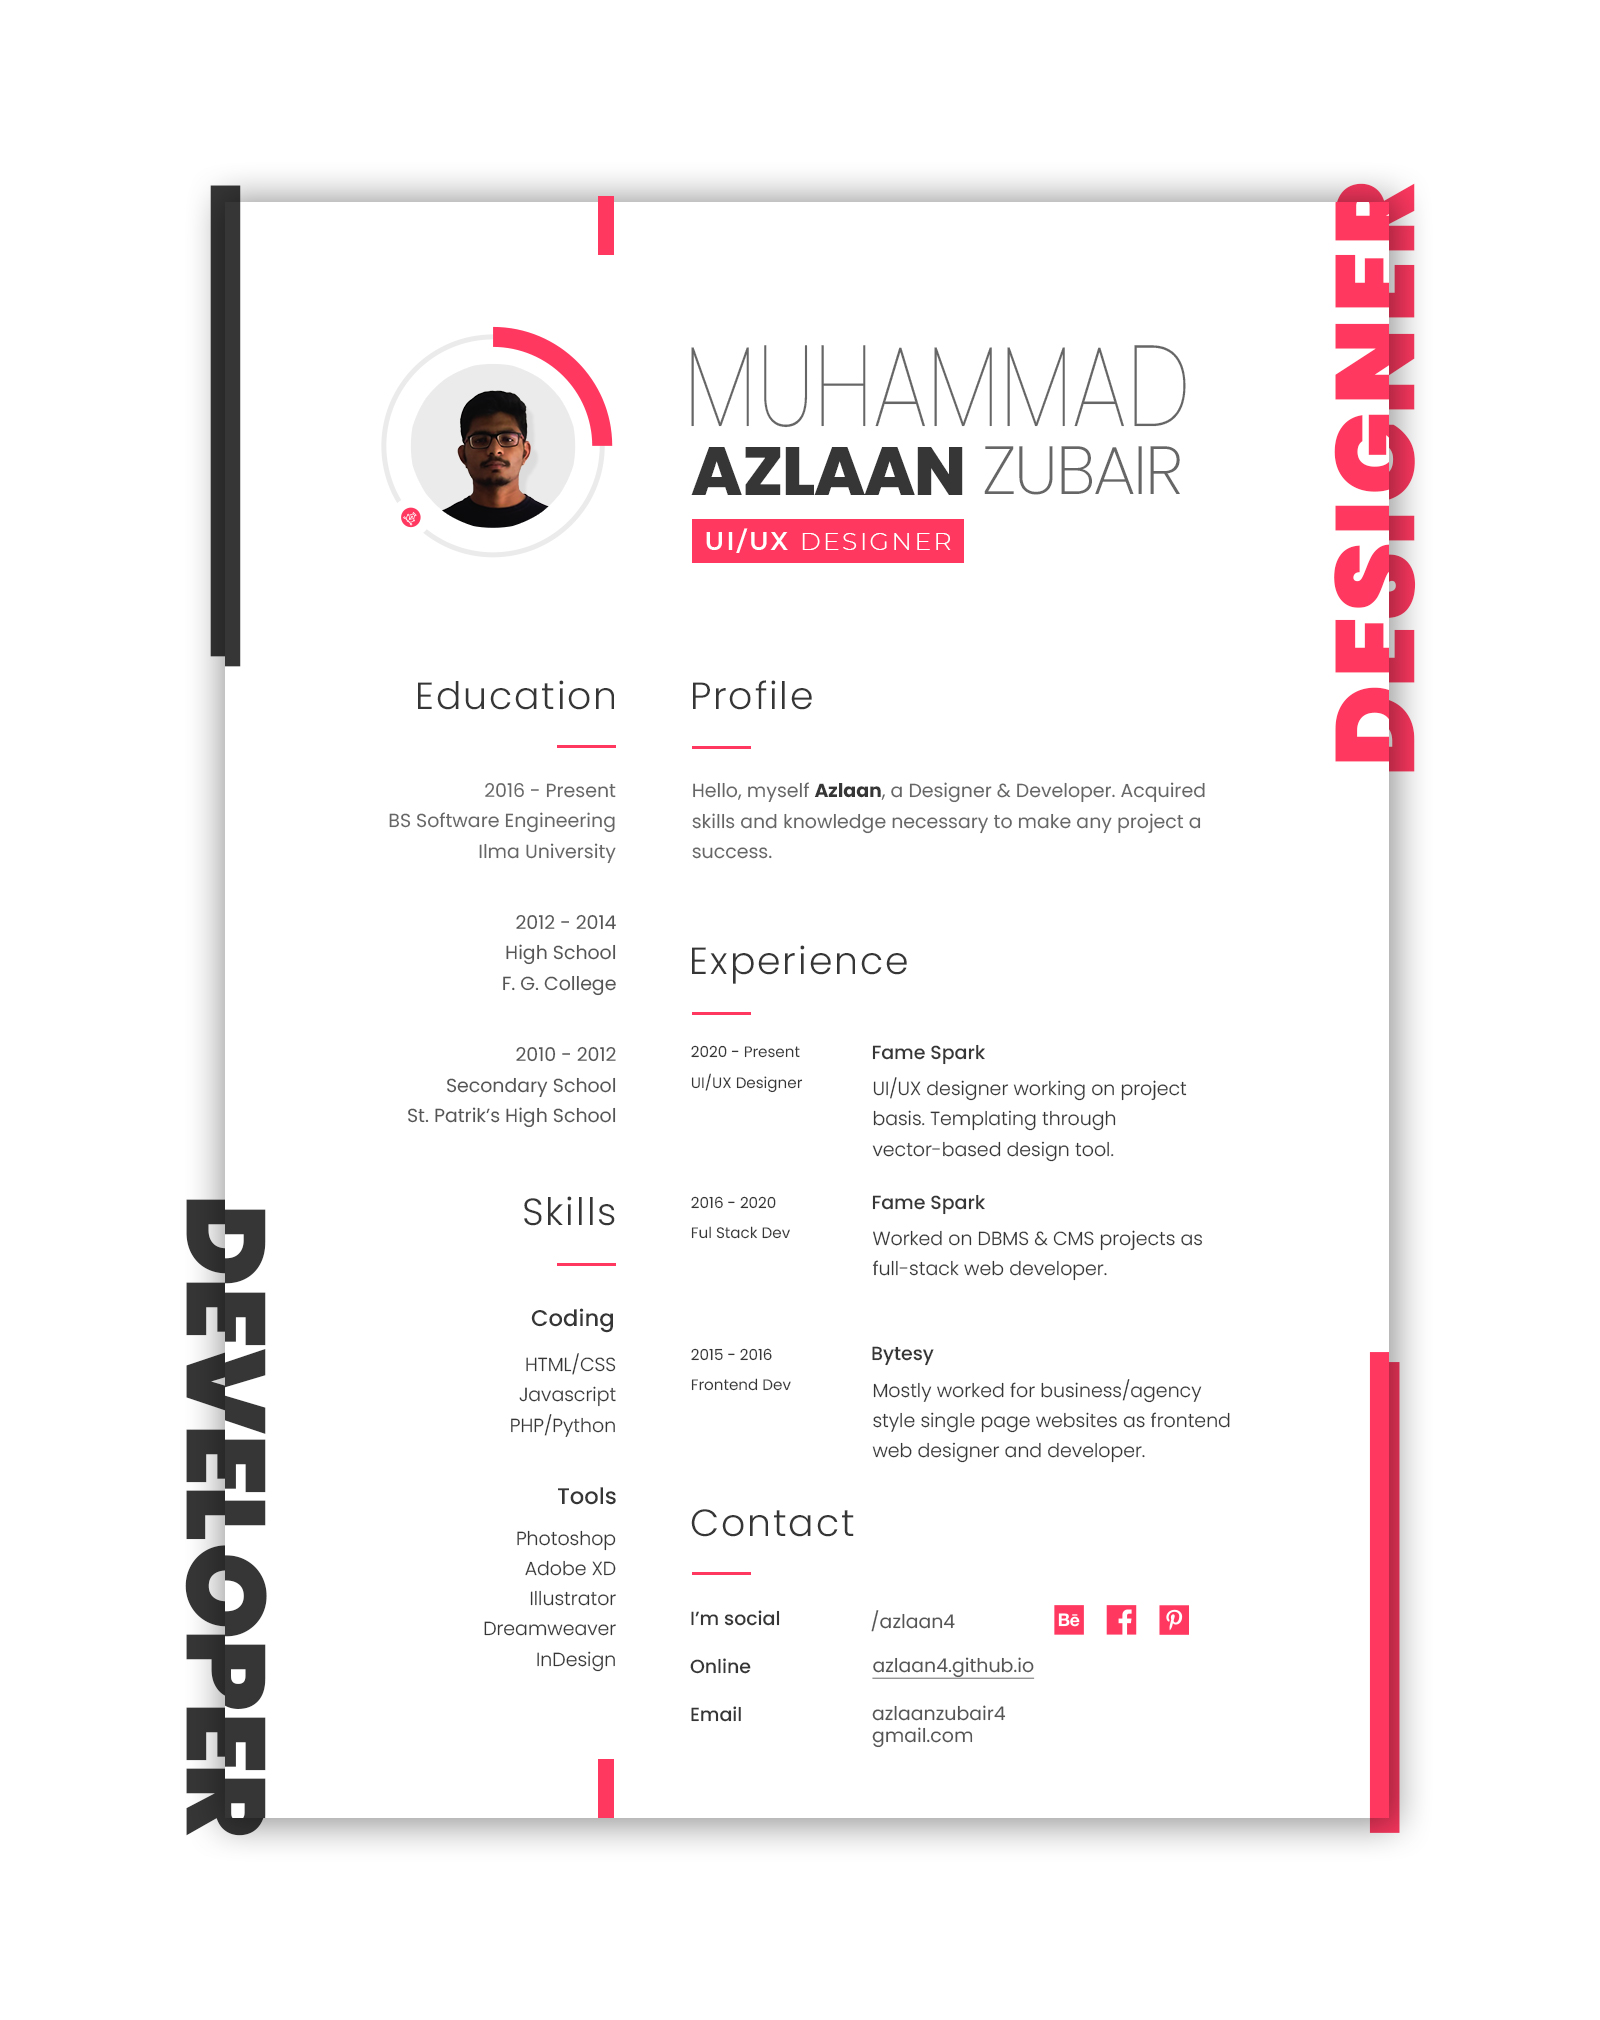 DESIGNER
DESIGNER
MUHAMMAD
AZLAAN ZUBAIR
UI/UX DESIGNER
Education
2016 - Present
BS Software Engineering
Ilma University
2012 - 2014
High School
F. G. College
2010 - 2012
Secondary School
St. Patrik’s High School
Skills
Coding
HTML/CSS
Javascript
PHP/Python
Tools
Photoshop
Adobe XD
Illustrator
Dreamweaver
InDesign
Profile
Hello, myself Azlaan, a Designer & Developer. Acquired
skills and knowledge necessary to make any project a
success.
Experience
2020 - Present
UI/UX Designer
Fame Spark
UI/UX designer working on project
basis. Templating through
vector-based design tool.
2016 - 2020
Ful Stack Dev
Fame Spark
Worked on DBMS & CMS projects as
full-stack web developer.
2015 - 2016
Frontend Dev
Bytesy
Mostly worked for business/agency
style single page websites as frontend
web designer and developer.
Contact
I’m social /azlaan4 Bē
Online azlaan4.github.io
Email azlaanzubair4
gmail.com
DEVELOPER
DEVELOPER